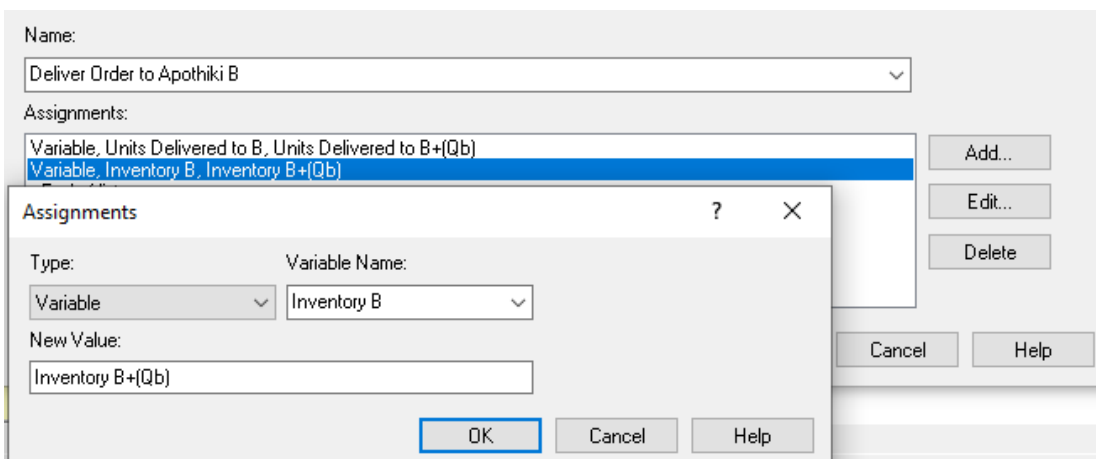 Name:
Deliver Order to Apothiki B
Assignments:
Variable, Units Delivered to B, Units Delivered to B+(Qb)
Variable, Inventory B, Inventory B+(Qb)
Add...
Edit...
Delete
Cancel
Help
Assignments
?
Type:
Variable Name:
Variable
Inventory B
New Value:
Inventory B+(Qb)
OK
Cancel
Help